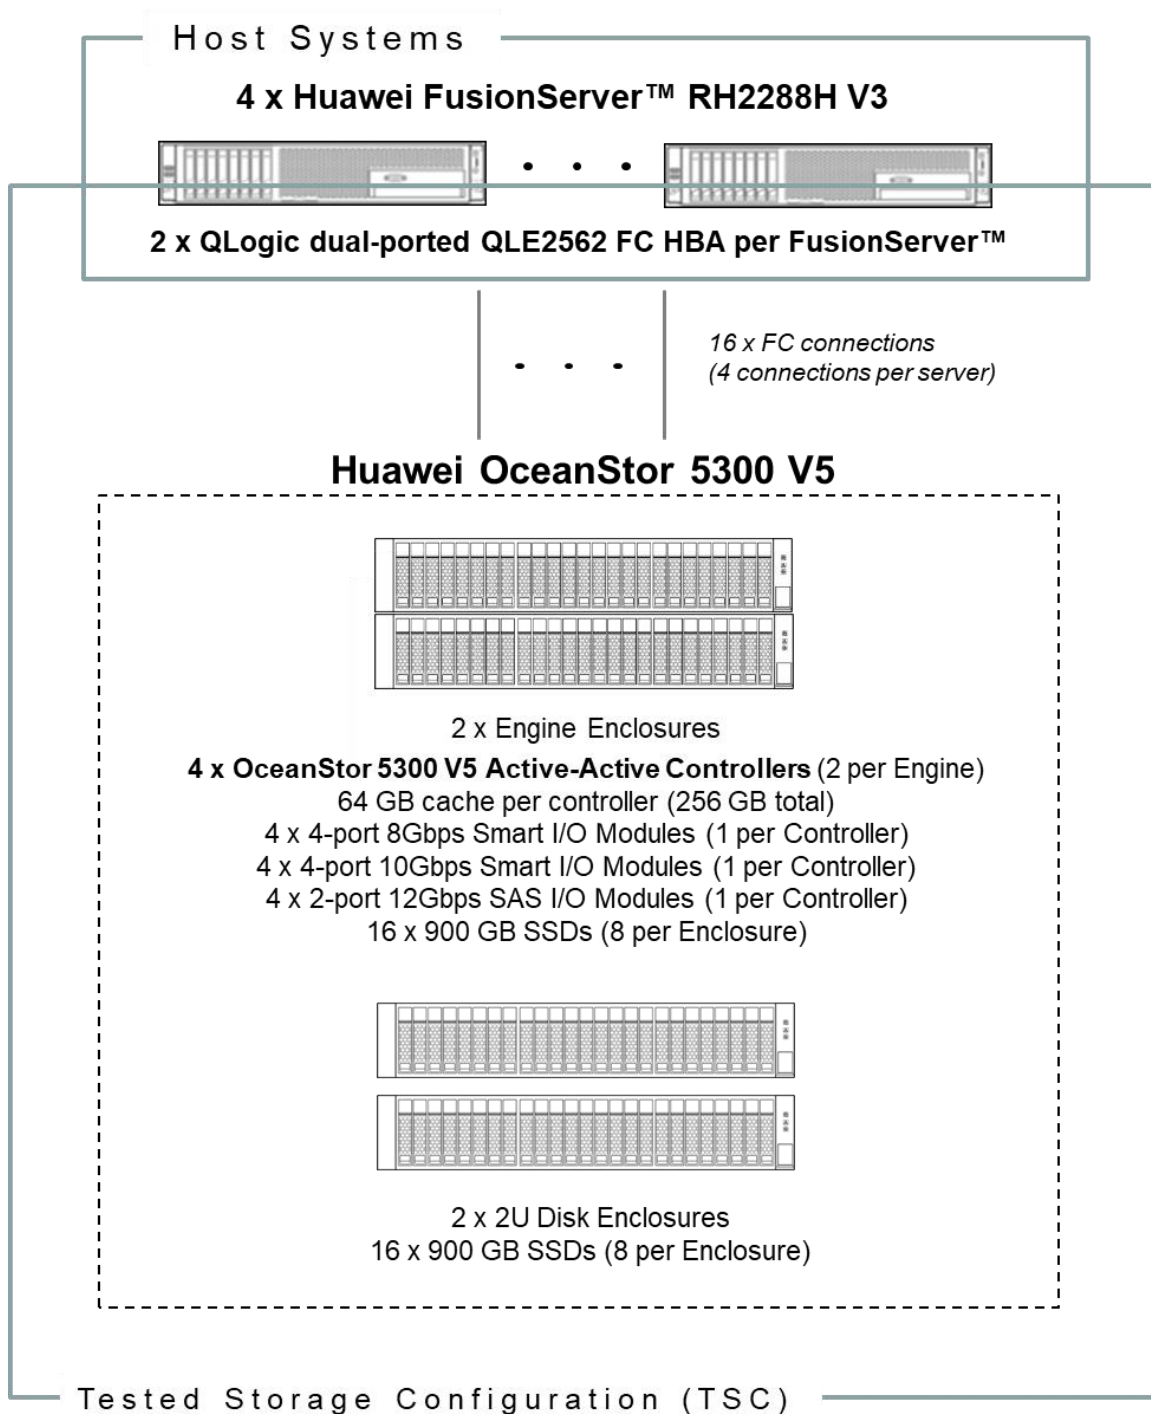 Host Systems
4 x Huawei FusionServer™ RH2288H V3
2 x QLogic dual-ported QLE2562 FC HBA per FusionServer™
16 x FC connections
(4 connections per server)
Huawei OceanStor 5300 V5
2 x Engine Enclosures
4 x OceanStor 5300 V5 Active-Active Controllers (2 per Engine)
64 GB cache per controller (256 GB total)
4 x 4-port 8Gbps Smart I/O Modules (1 per Controller)
4 x 4-port 10Gbps Smart I/O Modules (1 per Controller)
4 x 2-port 12Gbps SAS I/O Modules (1 per Controller)
16 x 900 GB SSDs (8 per Enclosure)
2 x 2U Disk Enclosures
16 x 900 GB SSDs (8 per Enclosure)
Tested Storage Configuration (TSC)